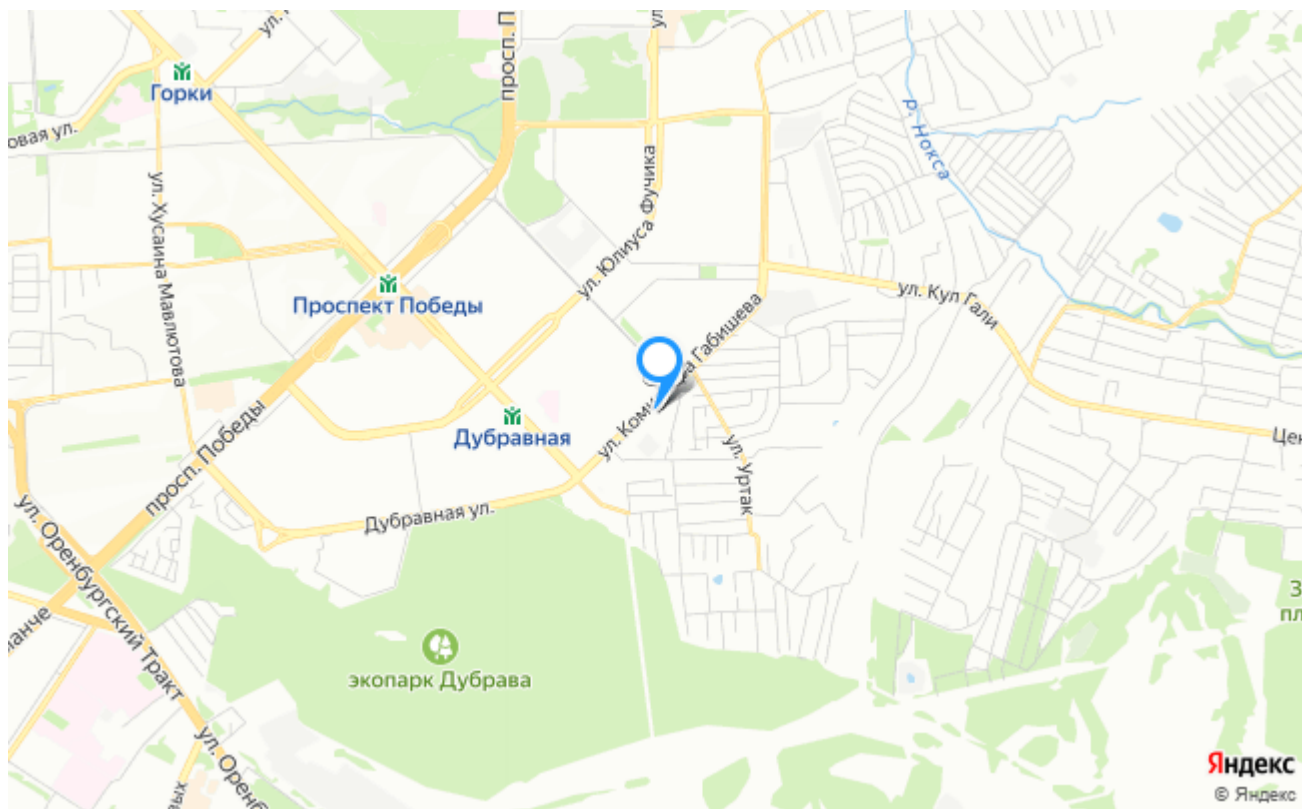 Горки
просп. П
овая ул.
ул. Хусаина Мавлютова
р. Нокса
ул. Юлиуса Фучика
Проспект Победы
ул. Кул Гали
Габишева
ул.
Дубравная
просп. Победы
ул. Уртак
Цен
Дубравная ул.
ул. Оренбургский Тракт
экопарк Дубрава
ул. Оренб
Яндекс
© Яндекс